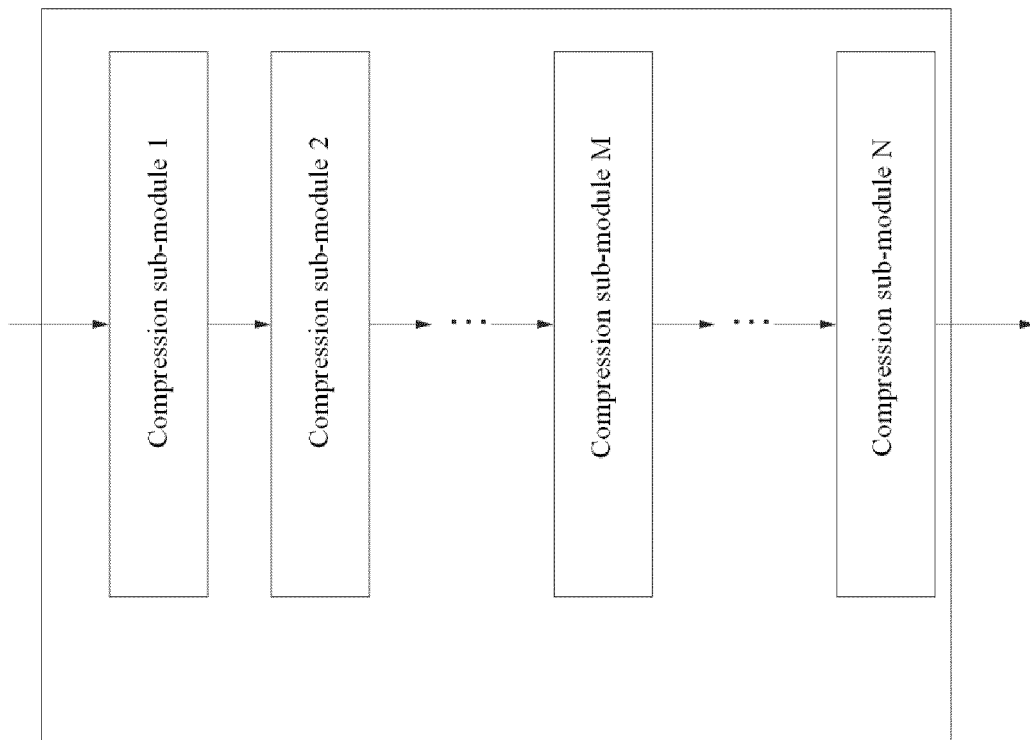 Compression sub-module 1
Compression sub-module 2
...
Compression sub-module M
...
Compression sub-module N